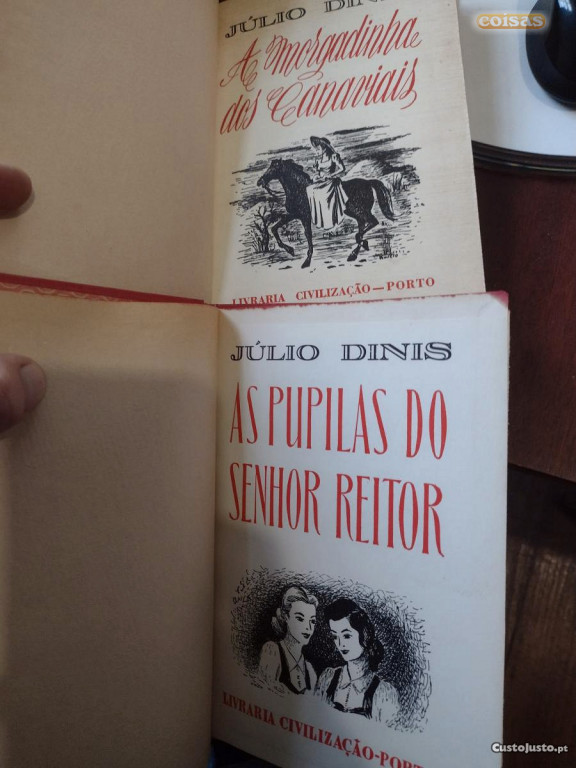 coisas
JÚLIO DINIS
A Morgadinha
dos Canaviais
LIVRARIA CIVILIZAÇÃO—PORTO
JÚLIO DINIS
AS PUPILAS DO
SENHOR REITOR
LIVRARIA CIVILIZAÇÃO-PORTO
CustoJusto.pt